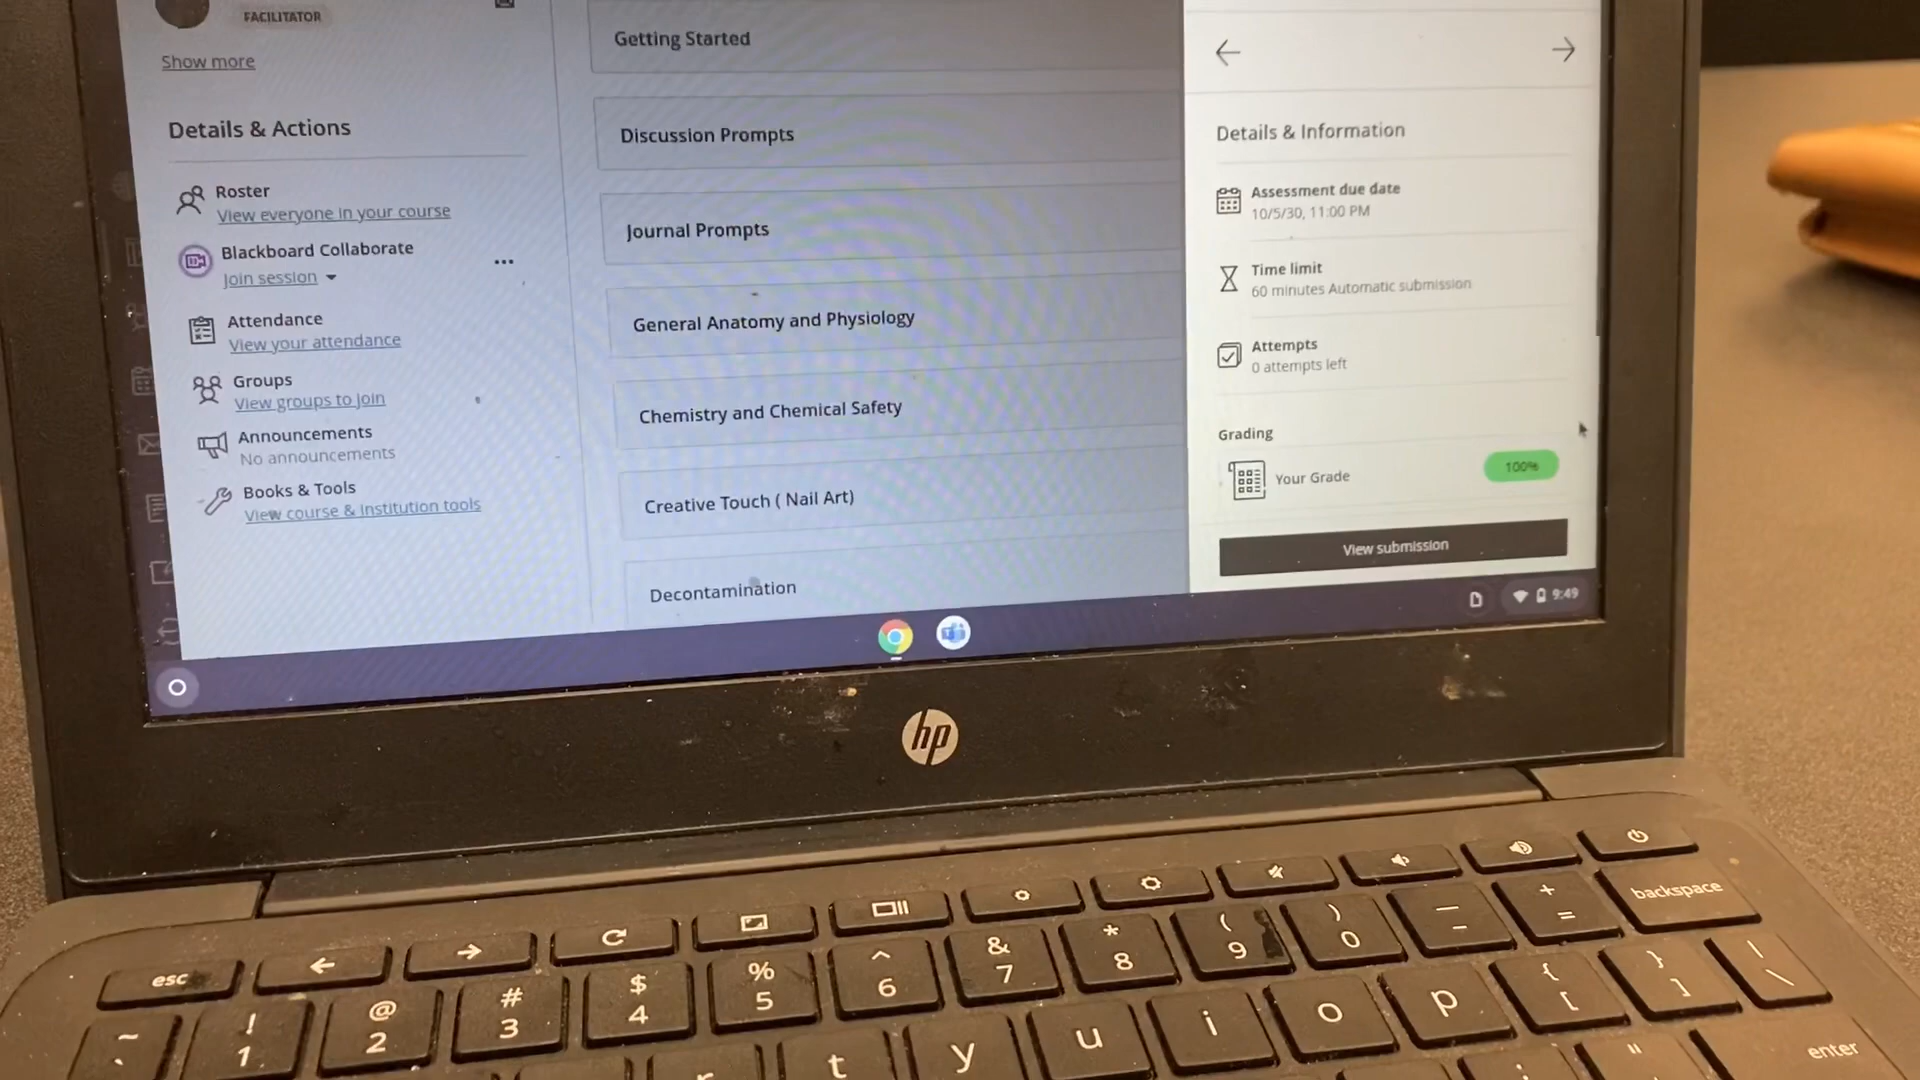 FACILITATOR
Show more
Details & Actions
Roster
View everyone in your course
Blackboard Collaborate
Join session
Attendance
View your attendance
Groups
View groups to join
Announcements
No announcements
Books & Tools
View course & Institution tools
Getting Started
Discussion Prompts
Journal Prompts
General Anatomy and Physiology
Chemistry and Chemical Safety
Creative Touch ( Nail Art)
Decontamination
Details & Information
Assessment due date
10/5/30, 11:00 PM
Time limit
60 minutes Automatic submission
Attempts
0 attempts left
Grading
Your Grade
100%
View submission
9:49
hp
esc
backspace
~ ! @ # $ % ^ & * ( ) _ +
` 1 2 3 4 5 6 7 8 9 0 - =
r t y u i o p { [ } ] | \
: ; " enter